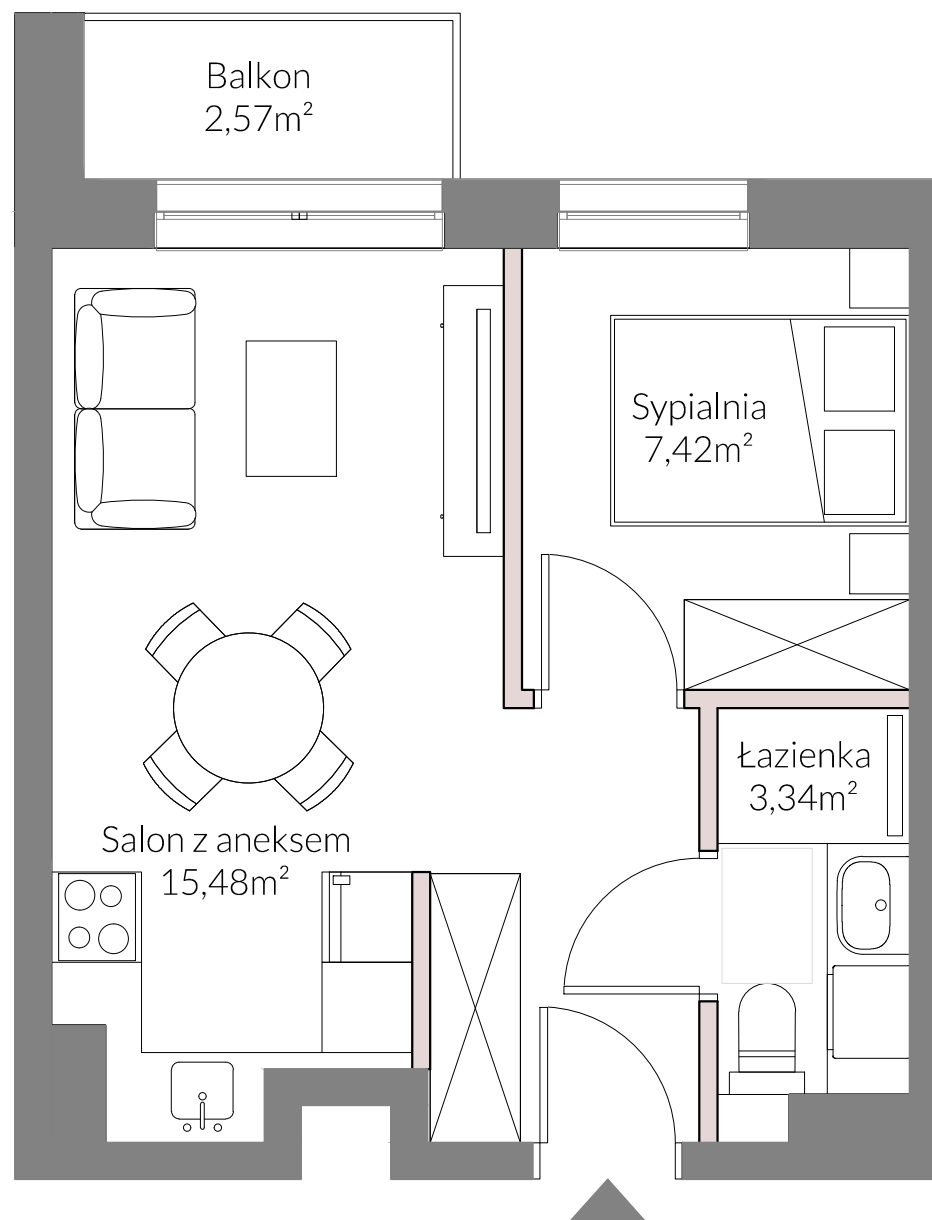 Balkon
2,57m²
Sypialnia
7,42m²
Łazienka
3,34m²
Salon z aneksem
15,48m²